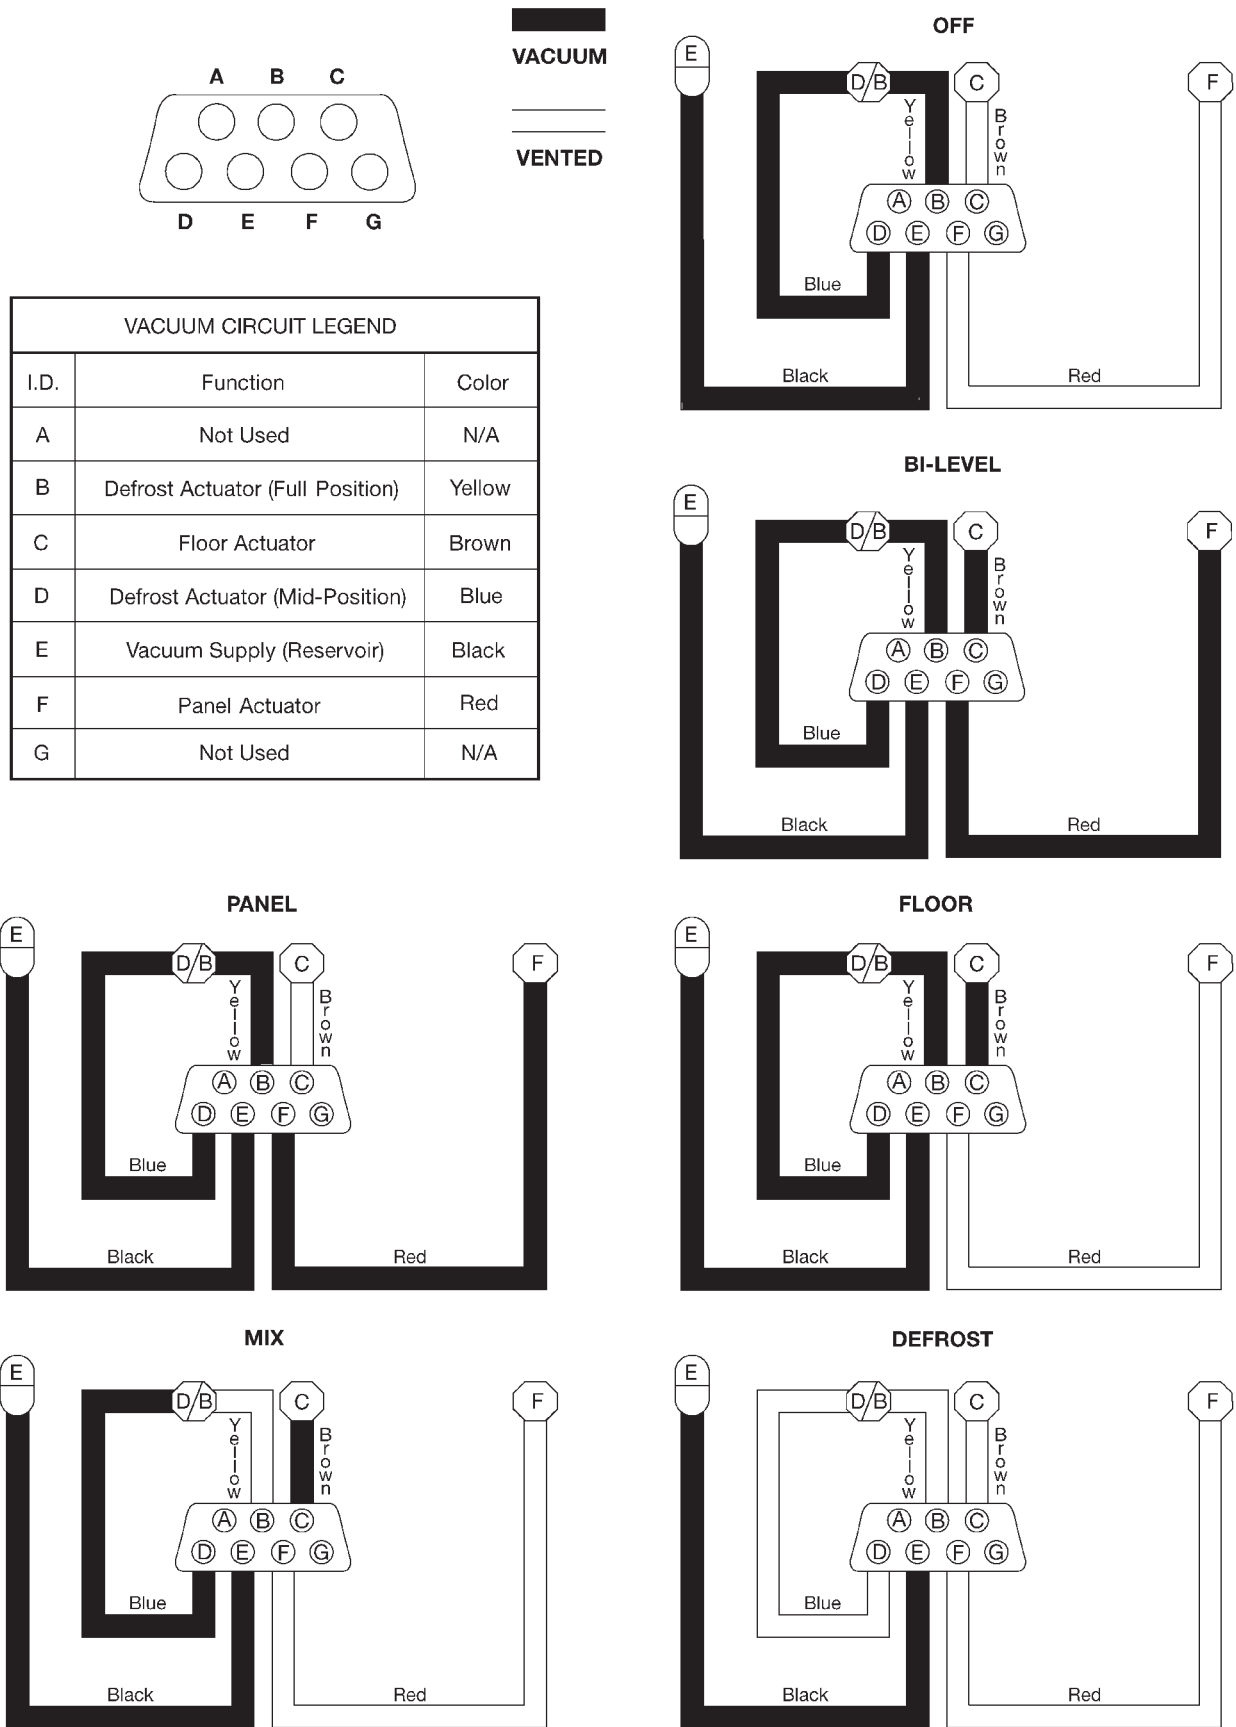 A B C
D E F G
VACUUM
VENTED
VACUUM CIRCUIT LEGEND
I.D. Function Color
A Not Used N/A
B Defrost Actuator (Full Position) Yellow
C Floor Actuator Brown
D Defrost Actuator (Mid-Position) Blue
E Vacuum Supply (Reservoir) Black
F Panel Actuator Red
G Not Used N/A
OFF
E D/B C F
Yellow
Brown
A B C
D E F G
Blue
Black Red
BI-LEVEL
E D/B C F
Yellow
Brown
A B C
D E F G
Blue
Black Red
PANEL
E D/B C F
Yellow
Brown
A B C
D E F G
Blue
Black Red
FLOOR
E D/B C F
Yellow
Brown
A B C
D E F G
Blue
Black Red
MIX
E D/B C F
Yellow
Brown
A B C
D E F G
Blue
Black Red
DEFROST
E D/B C F
Yellow
Brown
A B C
D E F G
Blue
Black Red